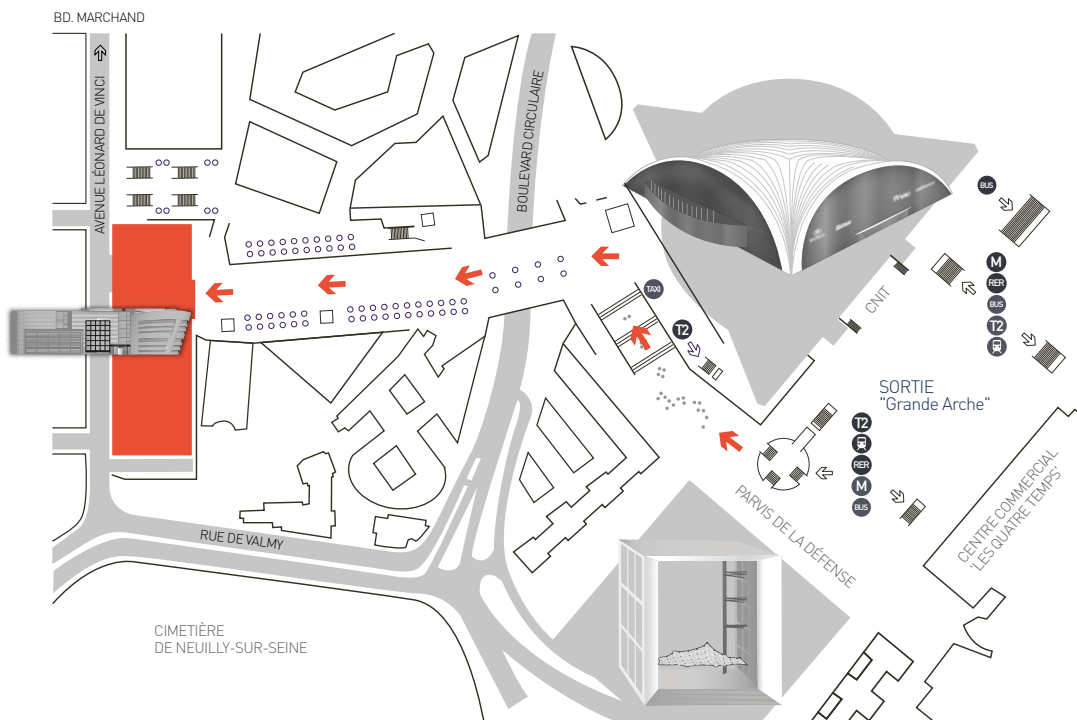 BD. MARCHAND
AVENUE LÉONARD DE VINCI
BOULEVARD CIRCULAIRE
BUS
M
RER
BUS
T2
TAXI
T2
CNIT
SORTIE
"Grande Arche"
T2
RER
M
BUS
CENTRE COMMERCIAL
'LES QUATRE TEMPS'
PARVIS DE LA DÉFENSE
RUE DE VALMY
CIMETIÈRE
DE NEUILLY-SUR-SEINE